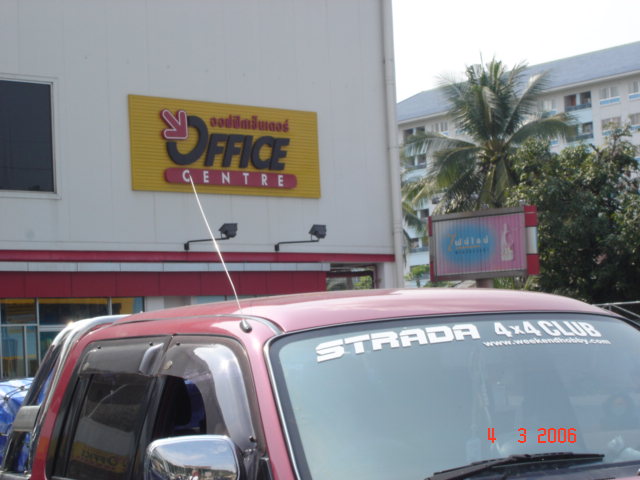 ออฟฟิศเซ็นเตอร์
OFFICE
CENTRE
STRADA 4x4 CLUB
www.weekendhobby.com
4 3 2006